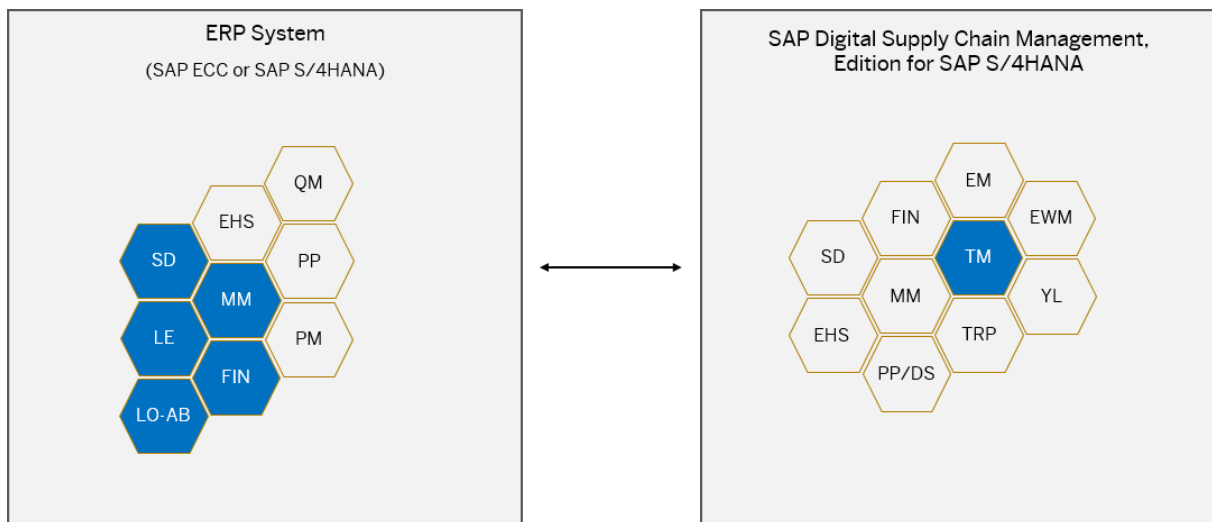 ERP System
(SAP ECC or SAP S/4HANA)
QM
EHS
SD
PP
MM
LE
PM
FIN
LO-AB
SAP Digital Supply Chain Management,
Edition for SAP S/4HANA
EM
FIN
EWM
SD
TM
MM
YL
EHS
TRP
PP/DS